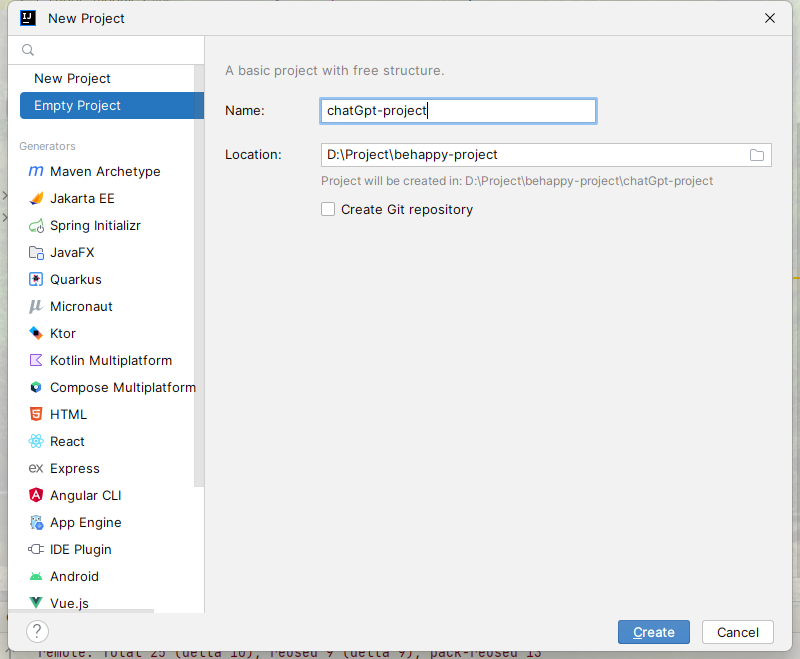 New Project
New Project
Empty Project
Generators
Maven Archetype
Jakarta EE
Spring Initializr
JavaFX
Quarkus
Micronaut
Ktor
Kotlin Multiplatform
Compose Multiplatform
HTML
React
Express
Angular CLI
App Engine
IDE Plugin
Android
Vue.js
A basic project with free structure.
Name: chatGpt-project
Location: D:\Project\behappy-project
Project will be created in: D:\Project\behappy-project\chatGpt-project
Create Git repository
? Create Cancel
remote: Total 25 (delta 10), reused 9 (delta 9), pack-reused 13